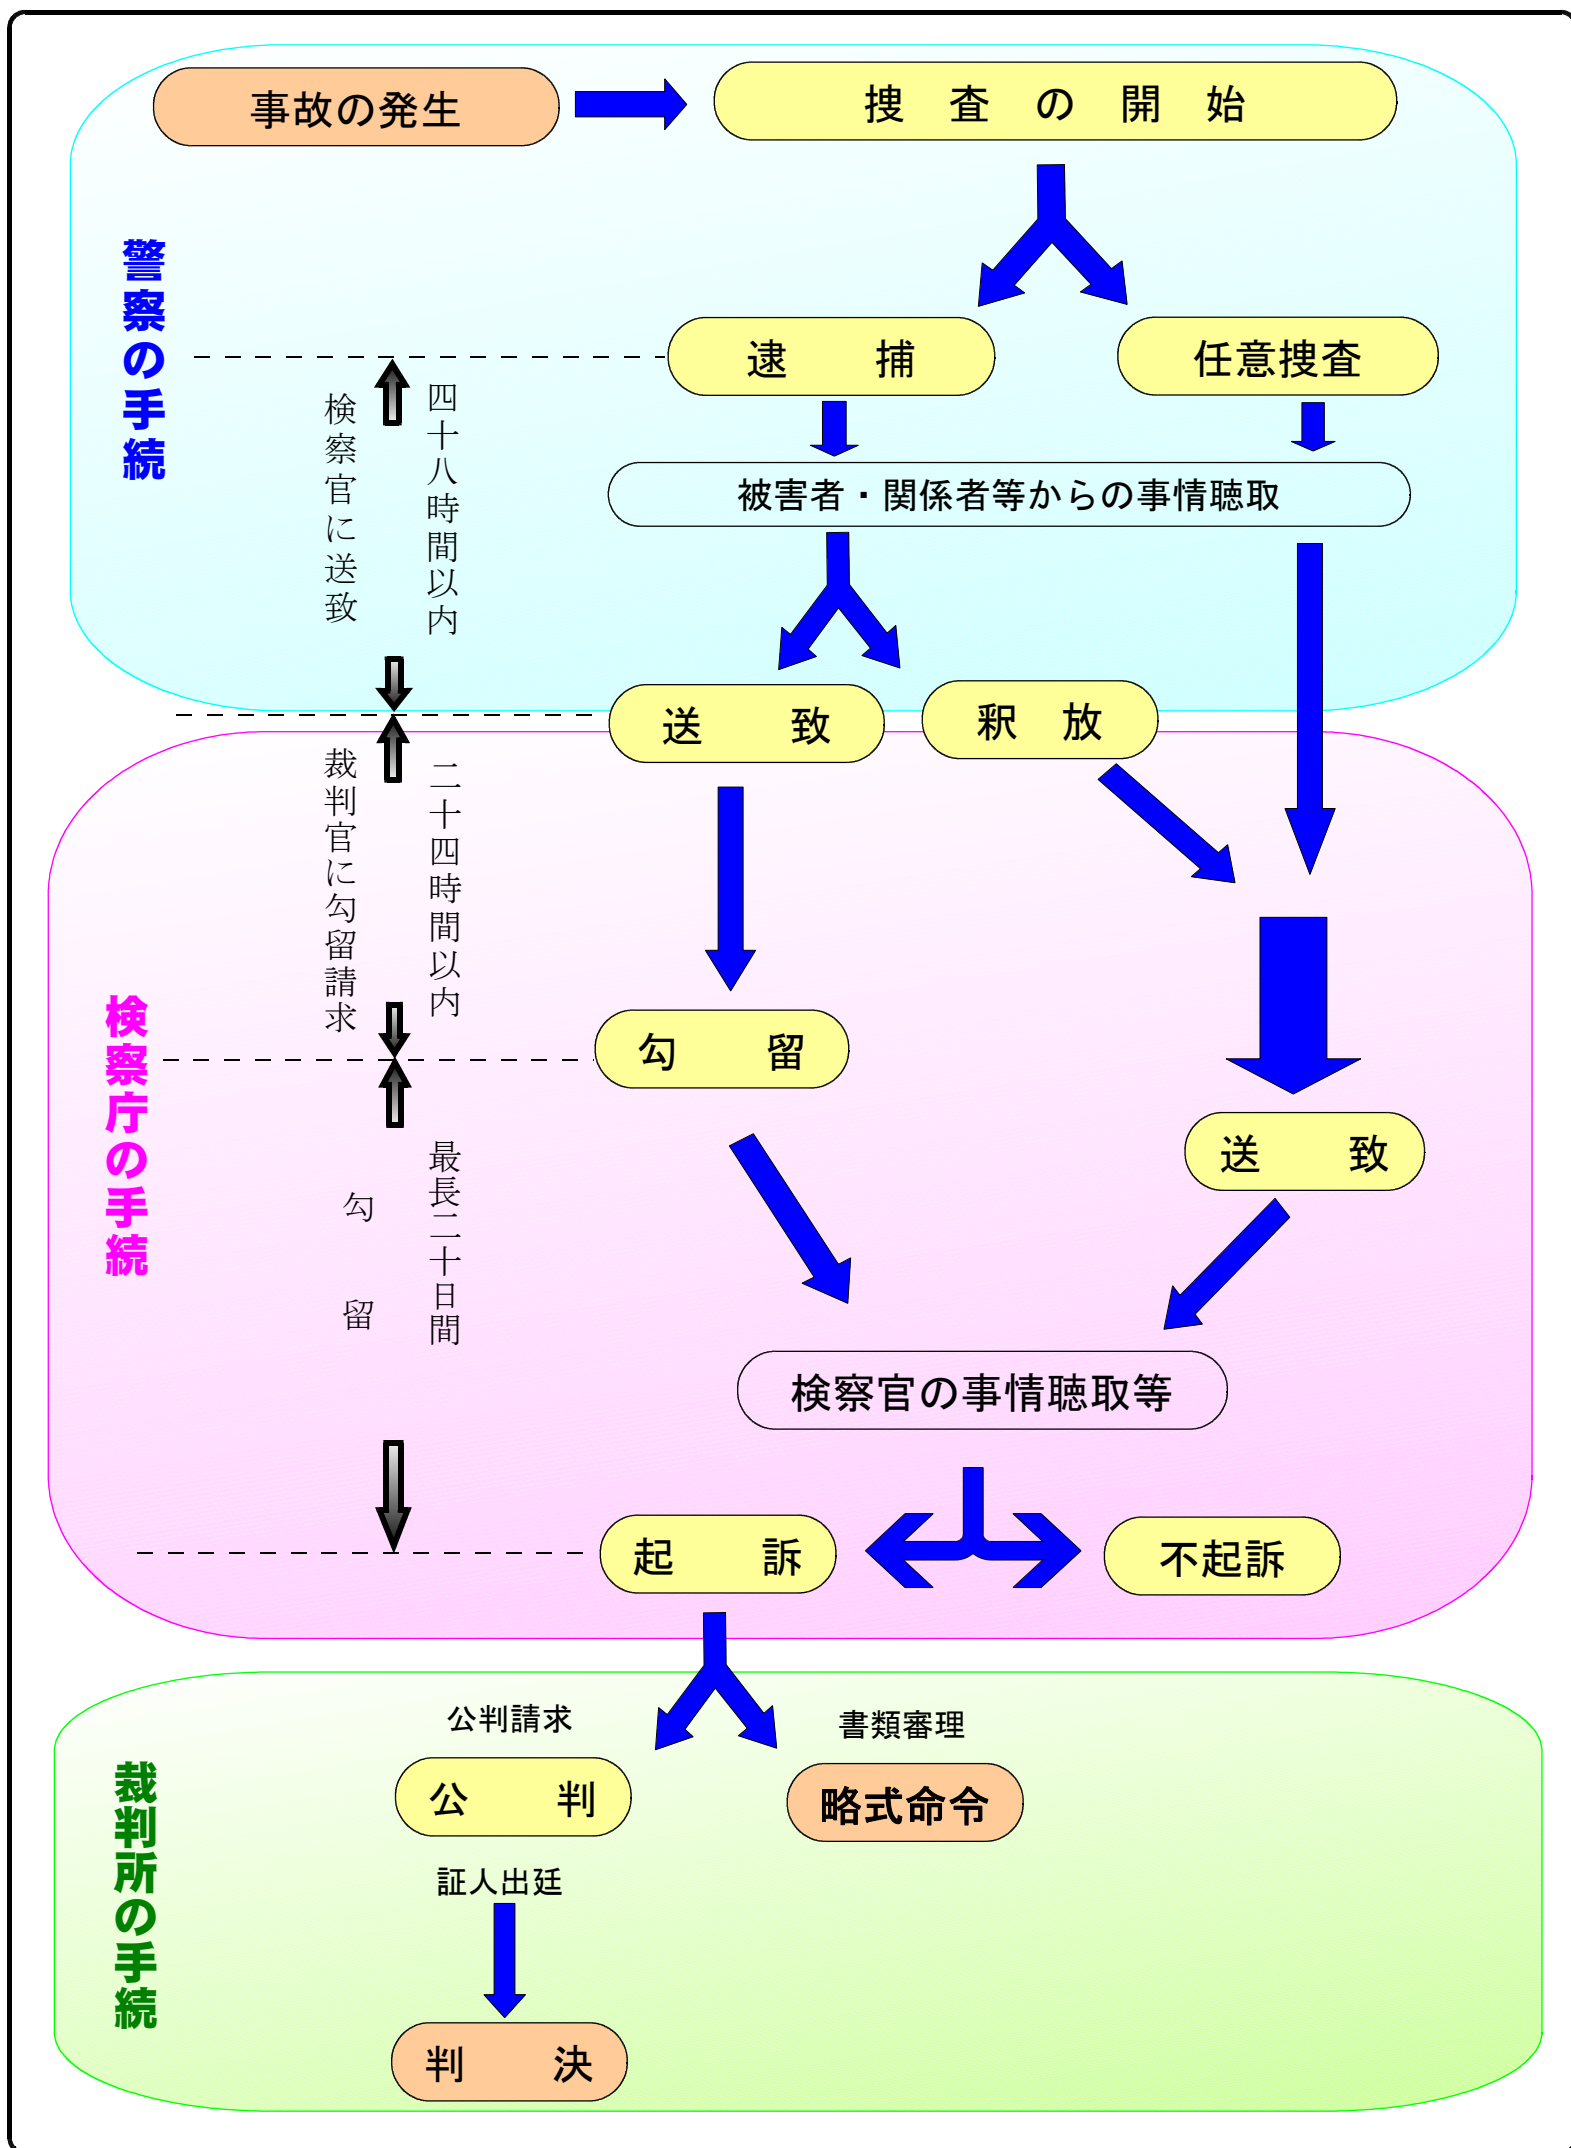 事故の発生
捜査の開始
警察の手続
逮捕
任意捜査
四十八時間以内
検察官に送致
被害者・関係者等からの事情聴取
送致
釈放
二十四時間以内
裁判官に勾留請求
検察庁の手続
勾留
送致
最長二十日間
勾留
検察官の事情聴取等
起訴
不起訴
公判請求
書類審理
裁判所の手続
公判
略式命令
証人出廷
判決